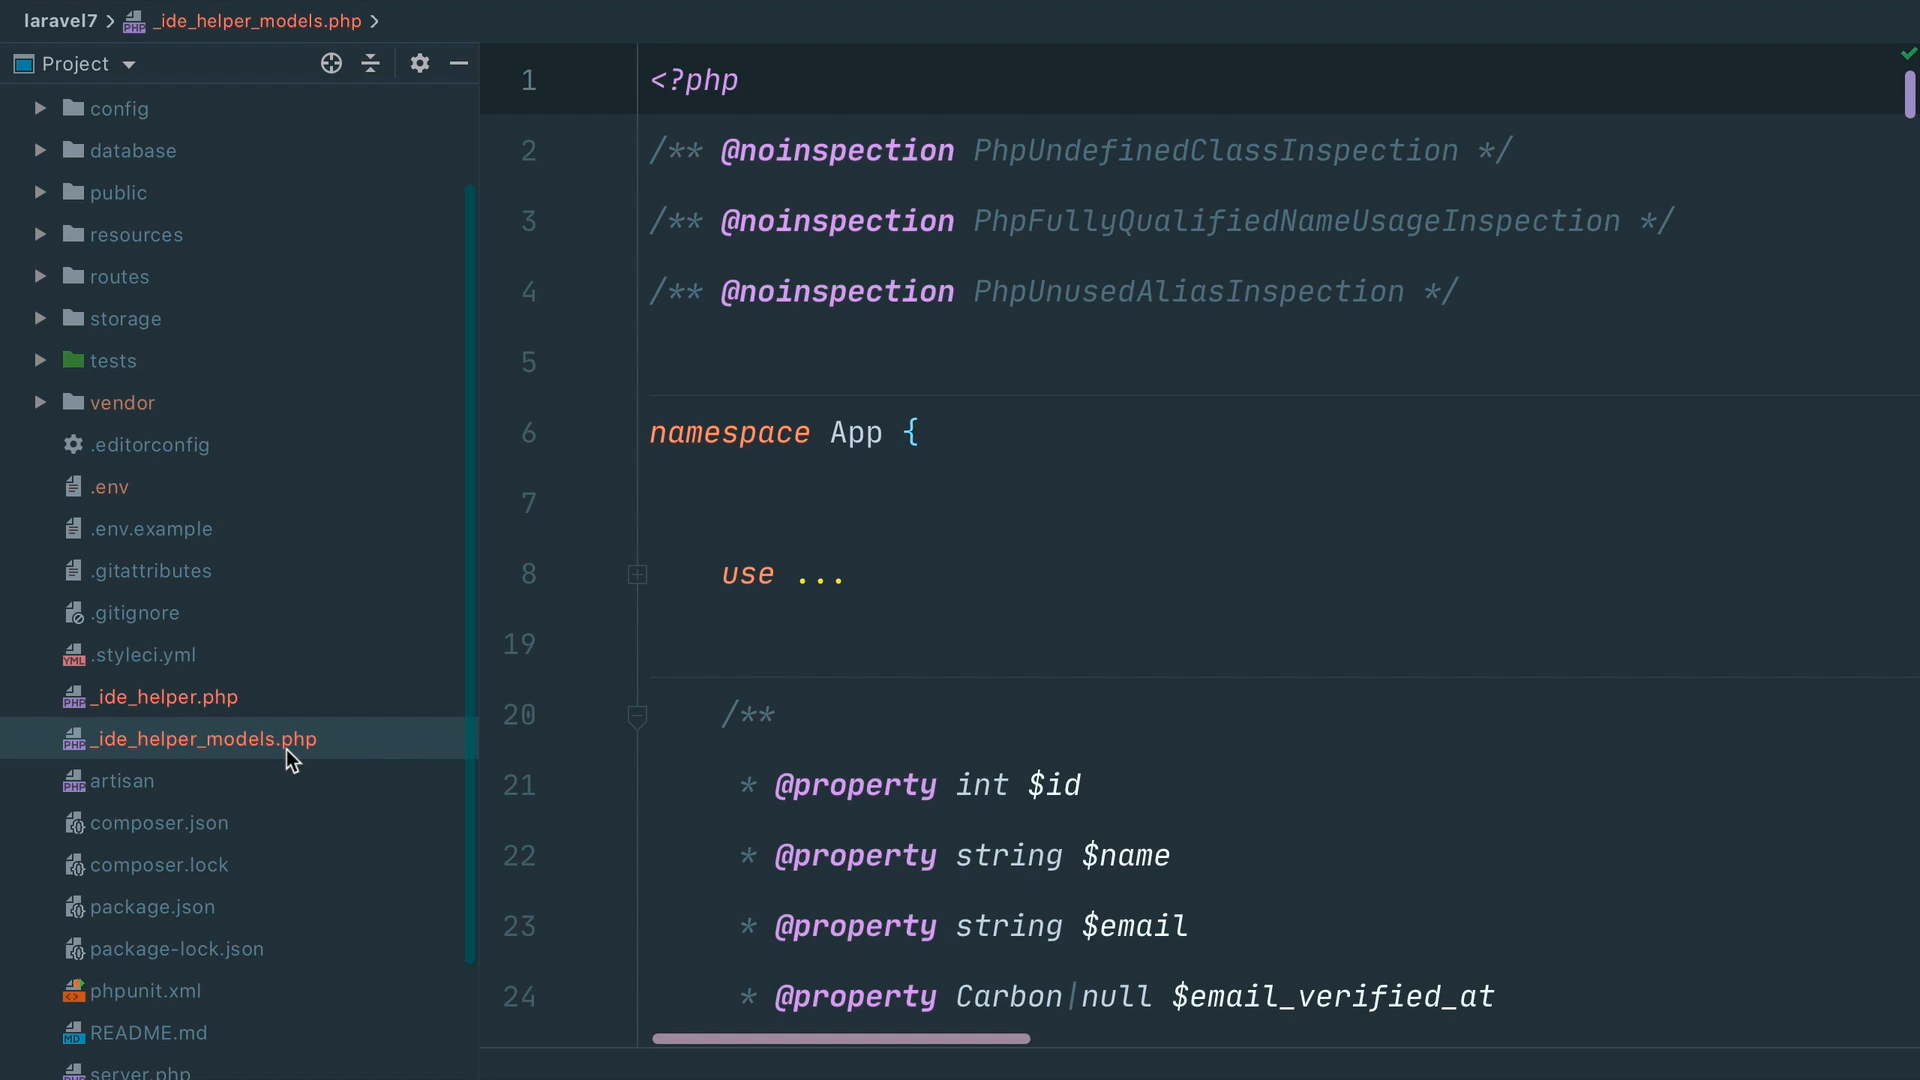 laravel7 > _ide_helper_models.php >
Project
config
database
public
resources
routes
storage
tests
vendor
.editorconfig
.env
.env.example
.gitattributes
.gitignore
.styleci.yml
_ide_helper.php
_ide_helper_models.php
artisan
composer.json
composer.lock
package.json
package-lock.json
phpunit.xml
README.md
server.php
1 <?php
2 /** @noinspection PhpUndefinedClassInspection */
3 /** @noinspection PhpFullyQualifiedNameUsageInspection */
4 /** @noinspection PhpUnusedAliasInspection */
5
6 namespace App {
7
8 use ...
19
20 /**
21 * @property int $id
22 * @property string $name
23 * @property string $email
24 * @property Carbon|null $email_verified_at